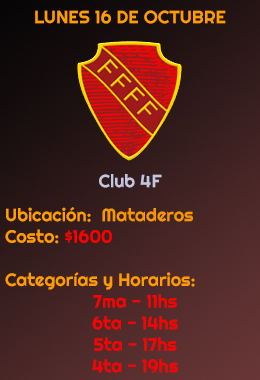 LUNES 16 DE OCTUBRE
FFFF
Club 4F
Ubicación: Mataderos
Costo: $1600
Categorías y Horarios:
7ma - 11hs
6ta - 14hs
5ta - 17hs
4ta - 19hs